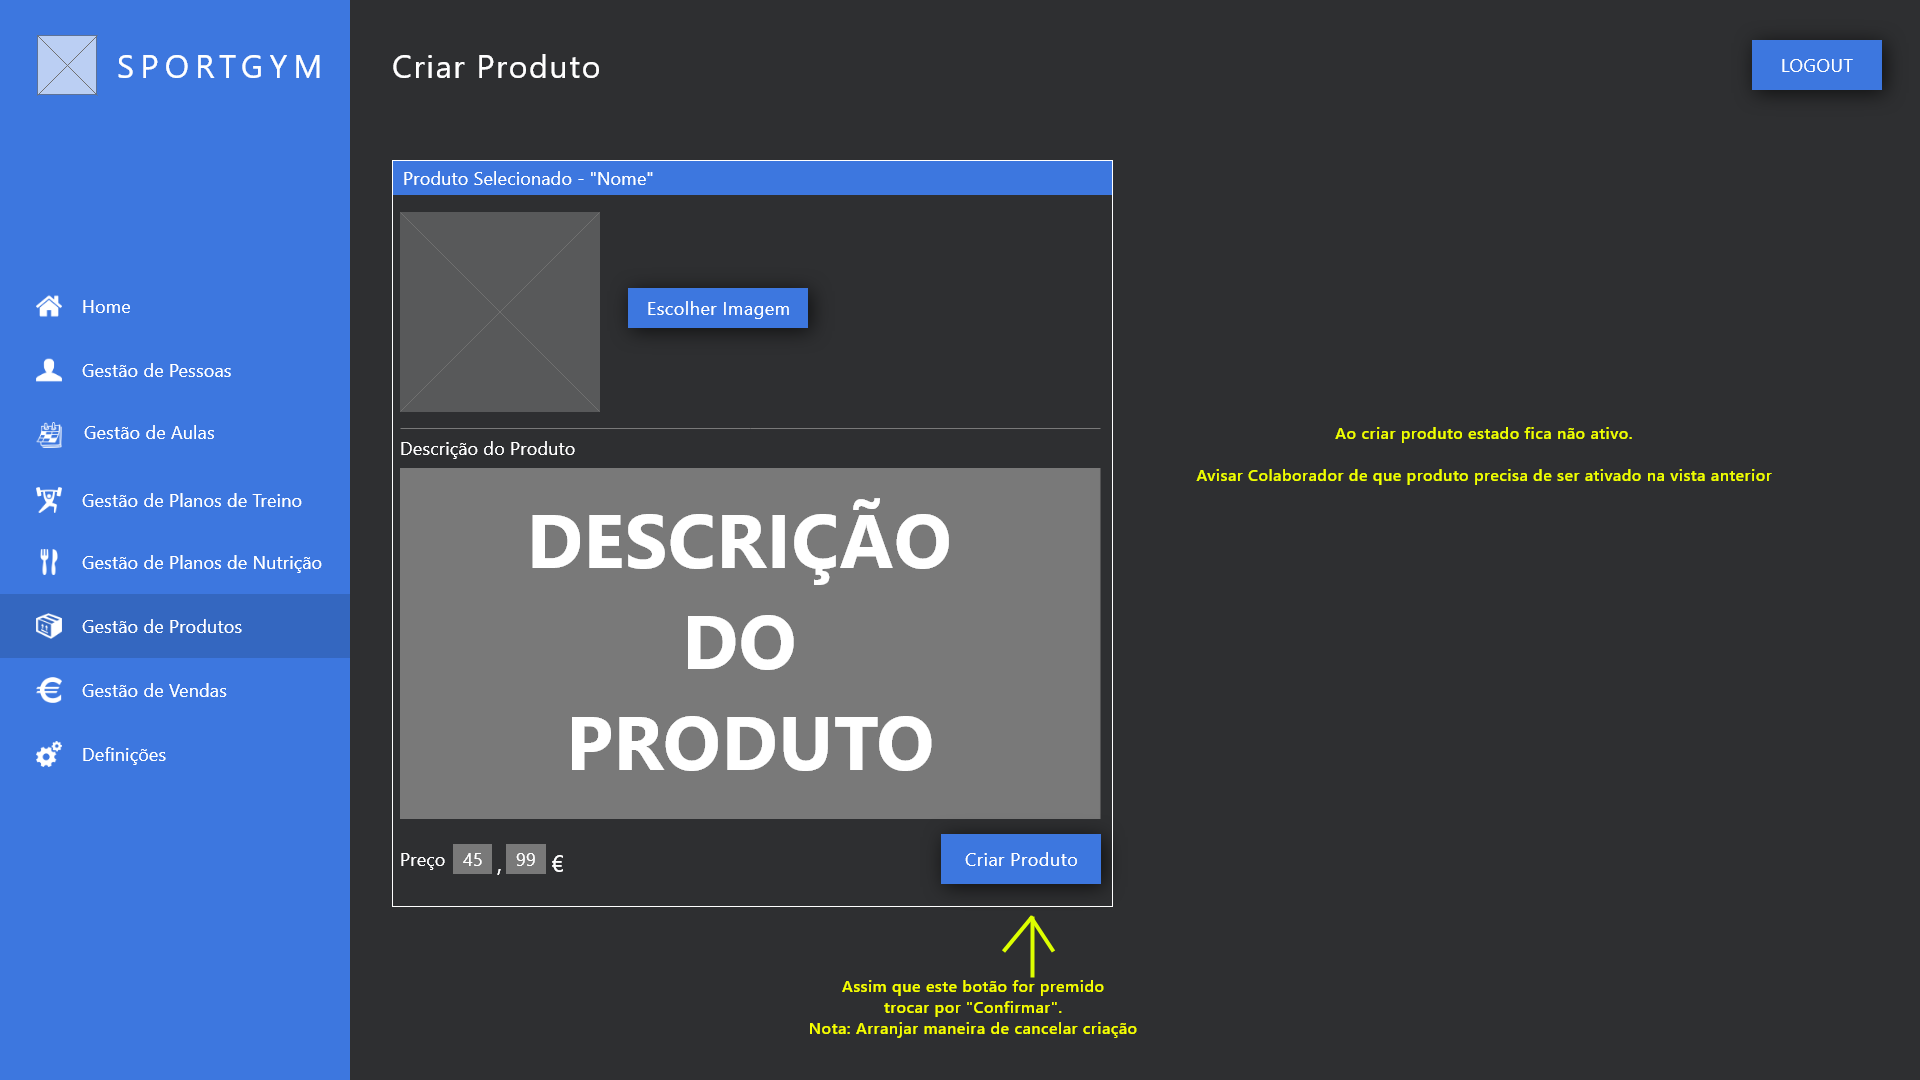 SPORTGYM
Criar Produto
LOGOUT
Home
Gestão de Pessoas
Gestão de Aulas
Gestão de Planos de Treino
Gestão de Planos de Nutrição
Gestão de Produtos
Gestão de Vendas
Definições
Produto Selecionado - "Nome"
Escolher Imagem
Descrição do Produto
DESCRIÇÃO
DO
PRODUTO
Preço 45 , 99 €
Criar Produto
Ao criar produto estado fica não ativo.
Avisar Colaborador de que produto precisa de ser ativado na vista anterior
Assim que este botão for premido
trocar por "Confirmar".
Nota: Arranjar maneira de cancelar criação